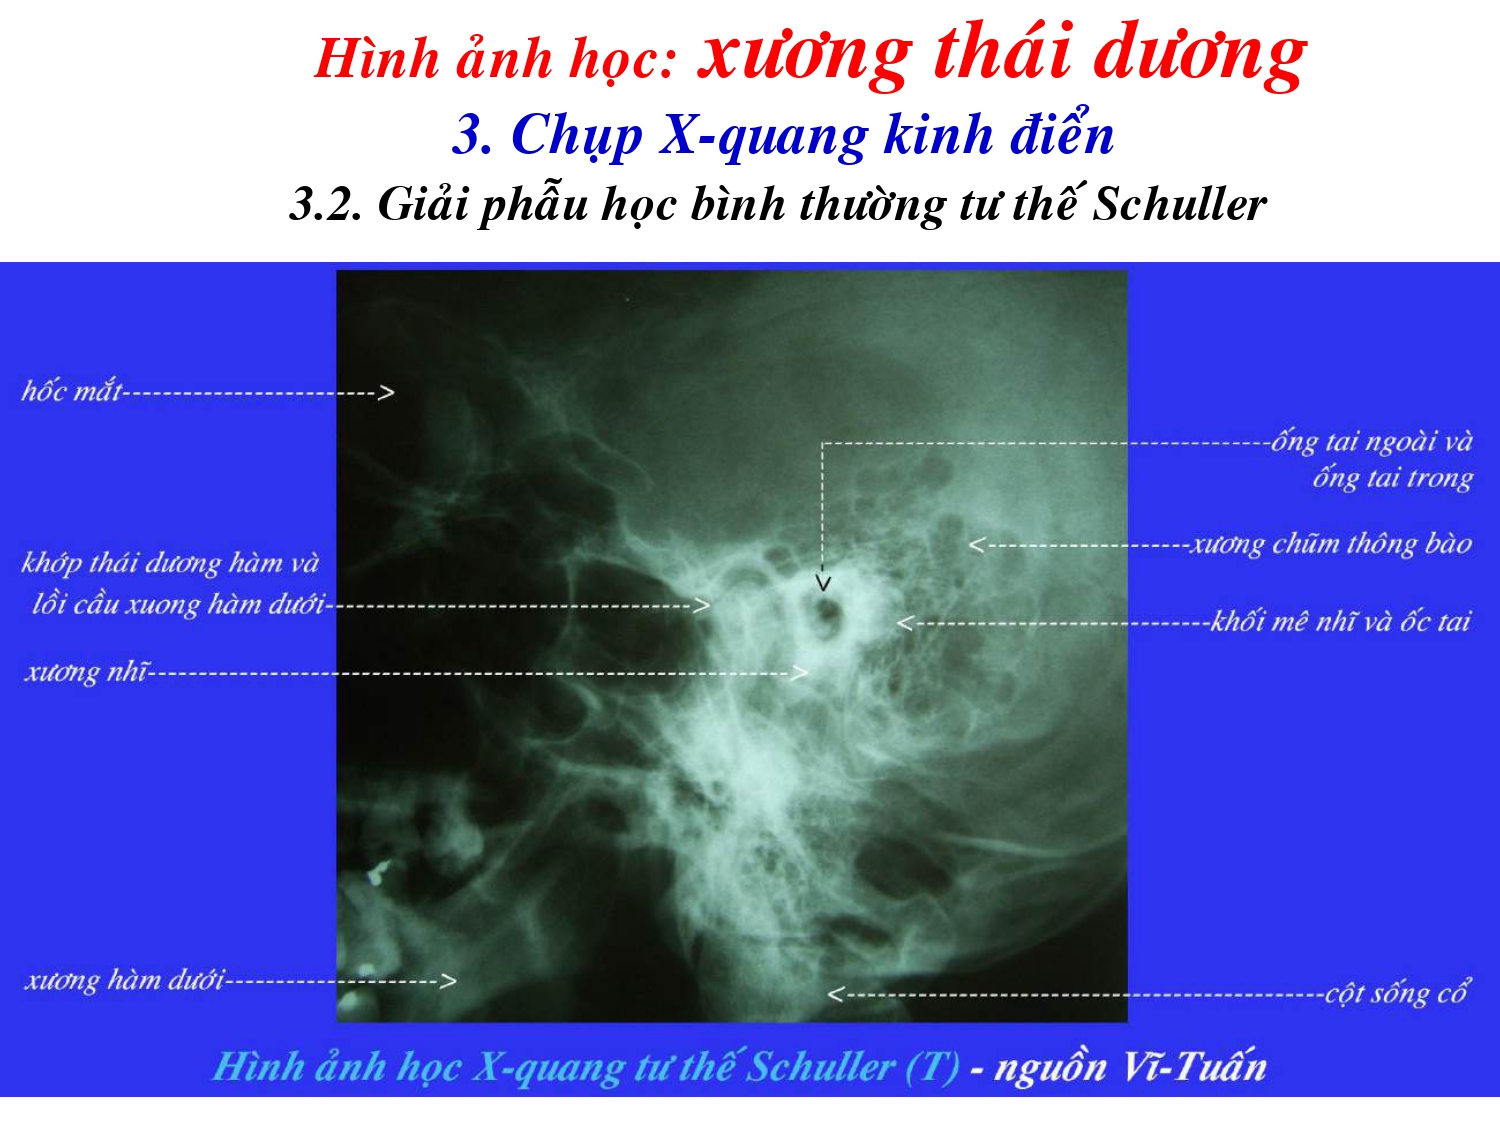 Hình ảnh học: xương thái dương
3. Chụp X-quang kinh điển
3.2. Giải phẫu học bình thường tư thế Schuller
hốc mắt
ống tai ngoài và
ống tai trong
xương chũm thông bào
khớp thái dương hàm và
lồi cầu xuong hàm dưới
khối mê nhĩ và ốc tai
xương nhĩ
xương hàm dưới
cột sống cổ
Hình ảnh học X-quang tư thế Schuller (T) - nguồn Vĩ-Tuấn